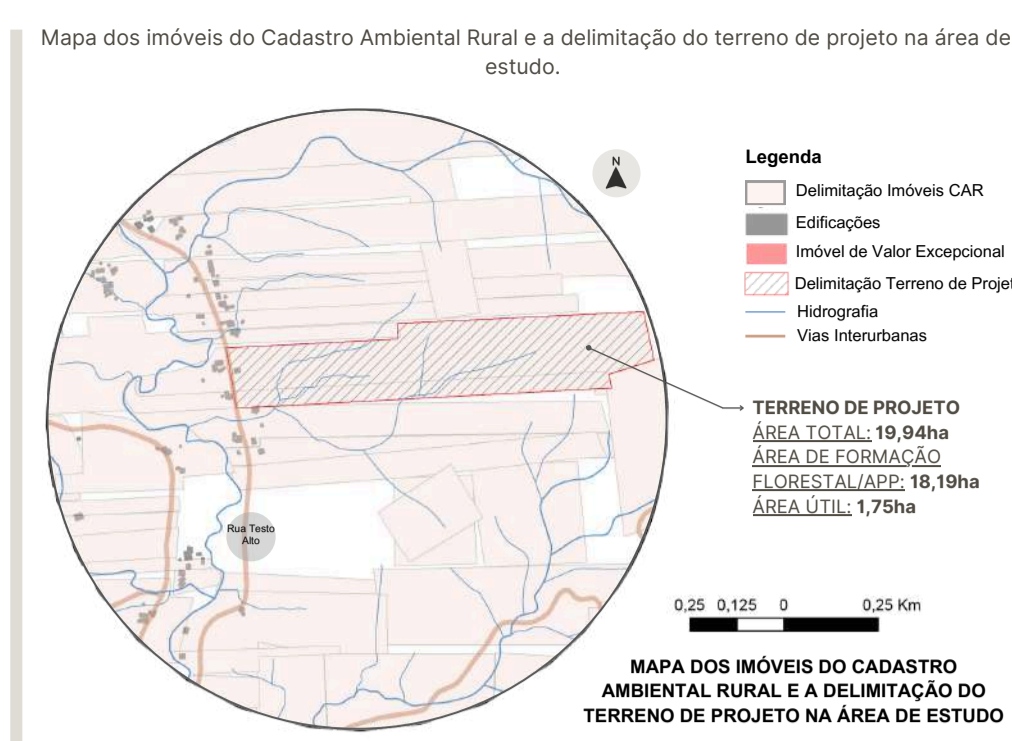 Mapa dos imóveis do Cadastro Ambiental Rural e a delimitação do terreno de projeto na área de
estudo.
N
Legenda
Delimitação Imóveis CAR
Edificações
Imóvel de Valor Excepcional
Delimitação Terreno de Projet
Hidrografia
Vias Interurbanas
TERRENO DE PROJETO
ÁREA TOTAL: 19,94ha
ÁREA DE FORMAÇÃO
FLORESTAL/APP: 18,19ha
ÁREA ÚTIL: 1,75ha
Rua Testo
Alto
0,25 0,125 0 0,25 Km
MAPA DOS IMÓVEIS DO CADASTRO
AMBIENTAL RURAL E A DELIMITAÇÃO DO
TERRENO DE PROJETO NA ÁREA DE ESTUDO